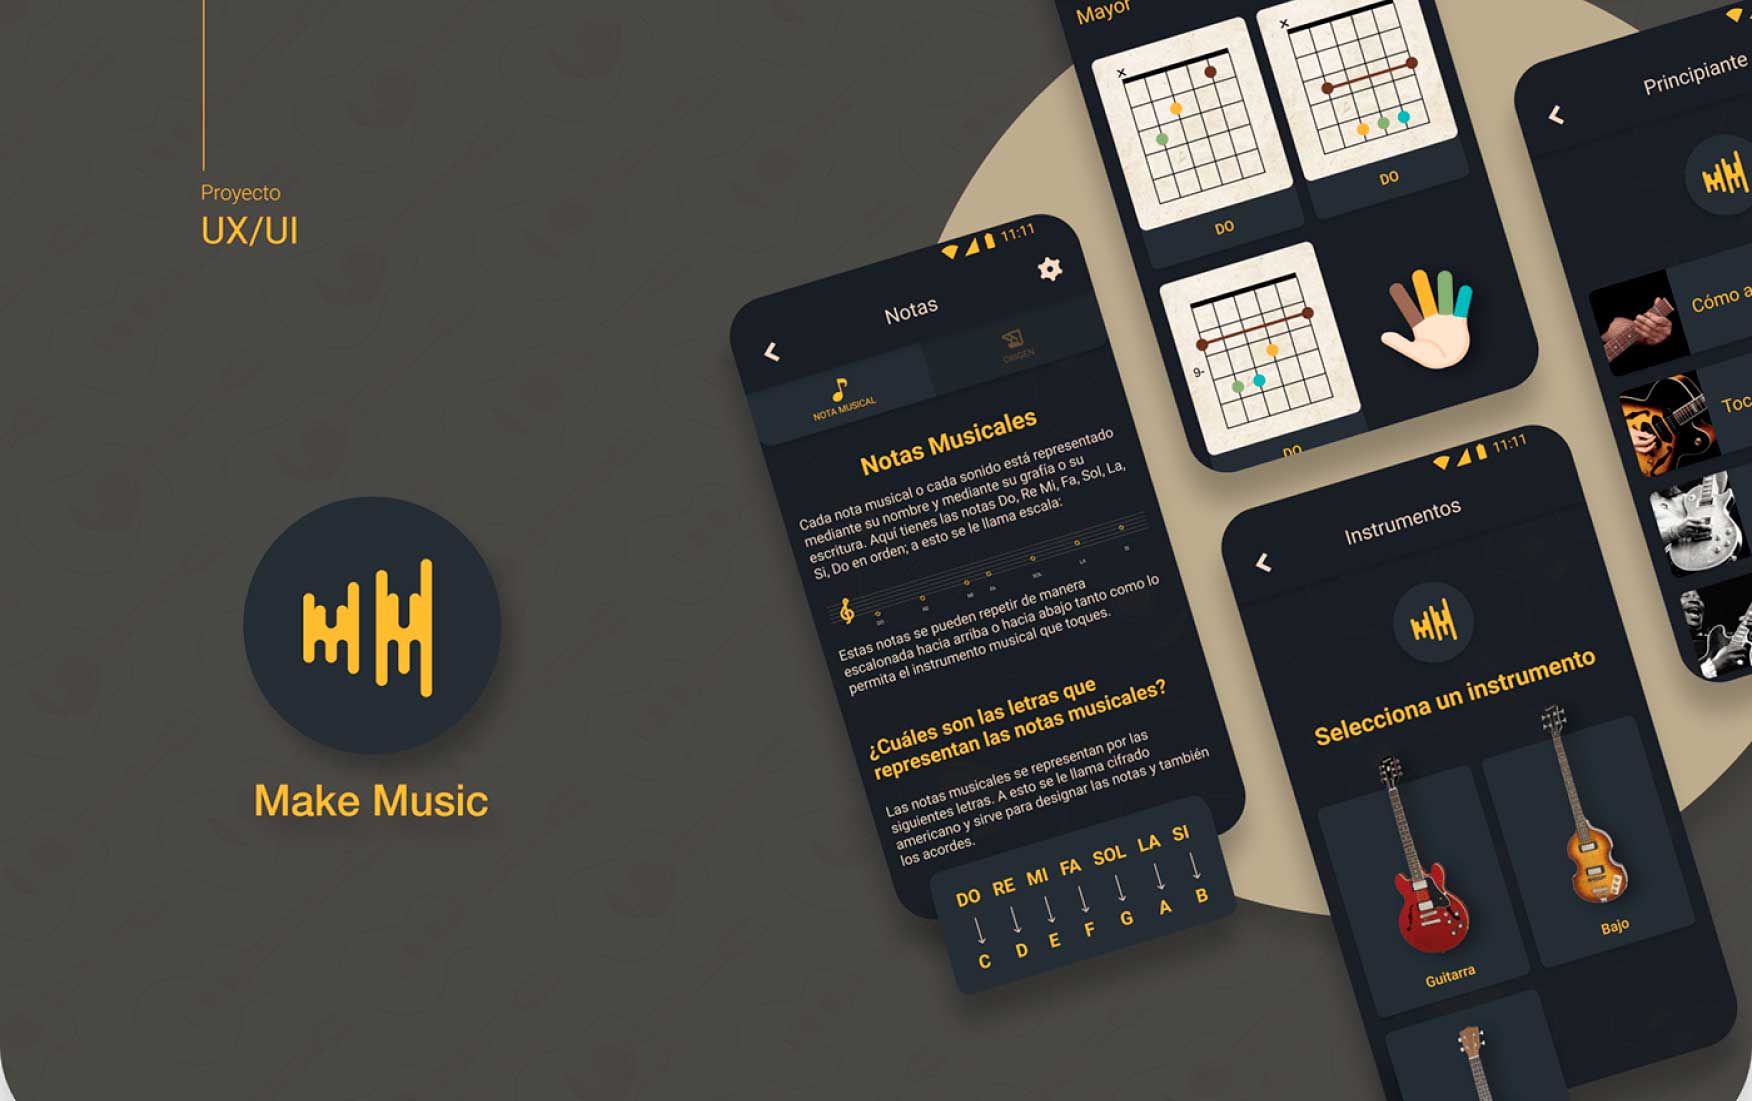 Proyecto
UX/UI
Make Music
11:11
Notas
NOTA MUSICAL
ORIGEN
Notas Musicales
Cada nota musical o cada sonido está representado
mediante su nombre y mediante su grafía o su
escritura. Aquí tienes las notas Do, Re Mi, Fa, Sol, La,
Si, Do en orden; a esto se le llama escala:
Estas notas se pueden repetir de manera
escalonada hacia arriba o hacia abajo tanto como lo
permita el instrumento musical que toques.
¿Cuáles son las letras que
representan las notas musicales?
Las notas musicales se representan por las
siguientes letras. A esto se le llama cifrado
americano y sirve para designar las notas y también
los acordes.
DO RE MI FA SOL LA SI
C D E F G A B
Mayor
x
DO
x
DO
9-
DO
11:11
Instrumentos
Selecciona un instrumento
Guitarra
Bajo
Principiante
Cómo a
Toc